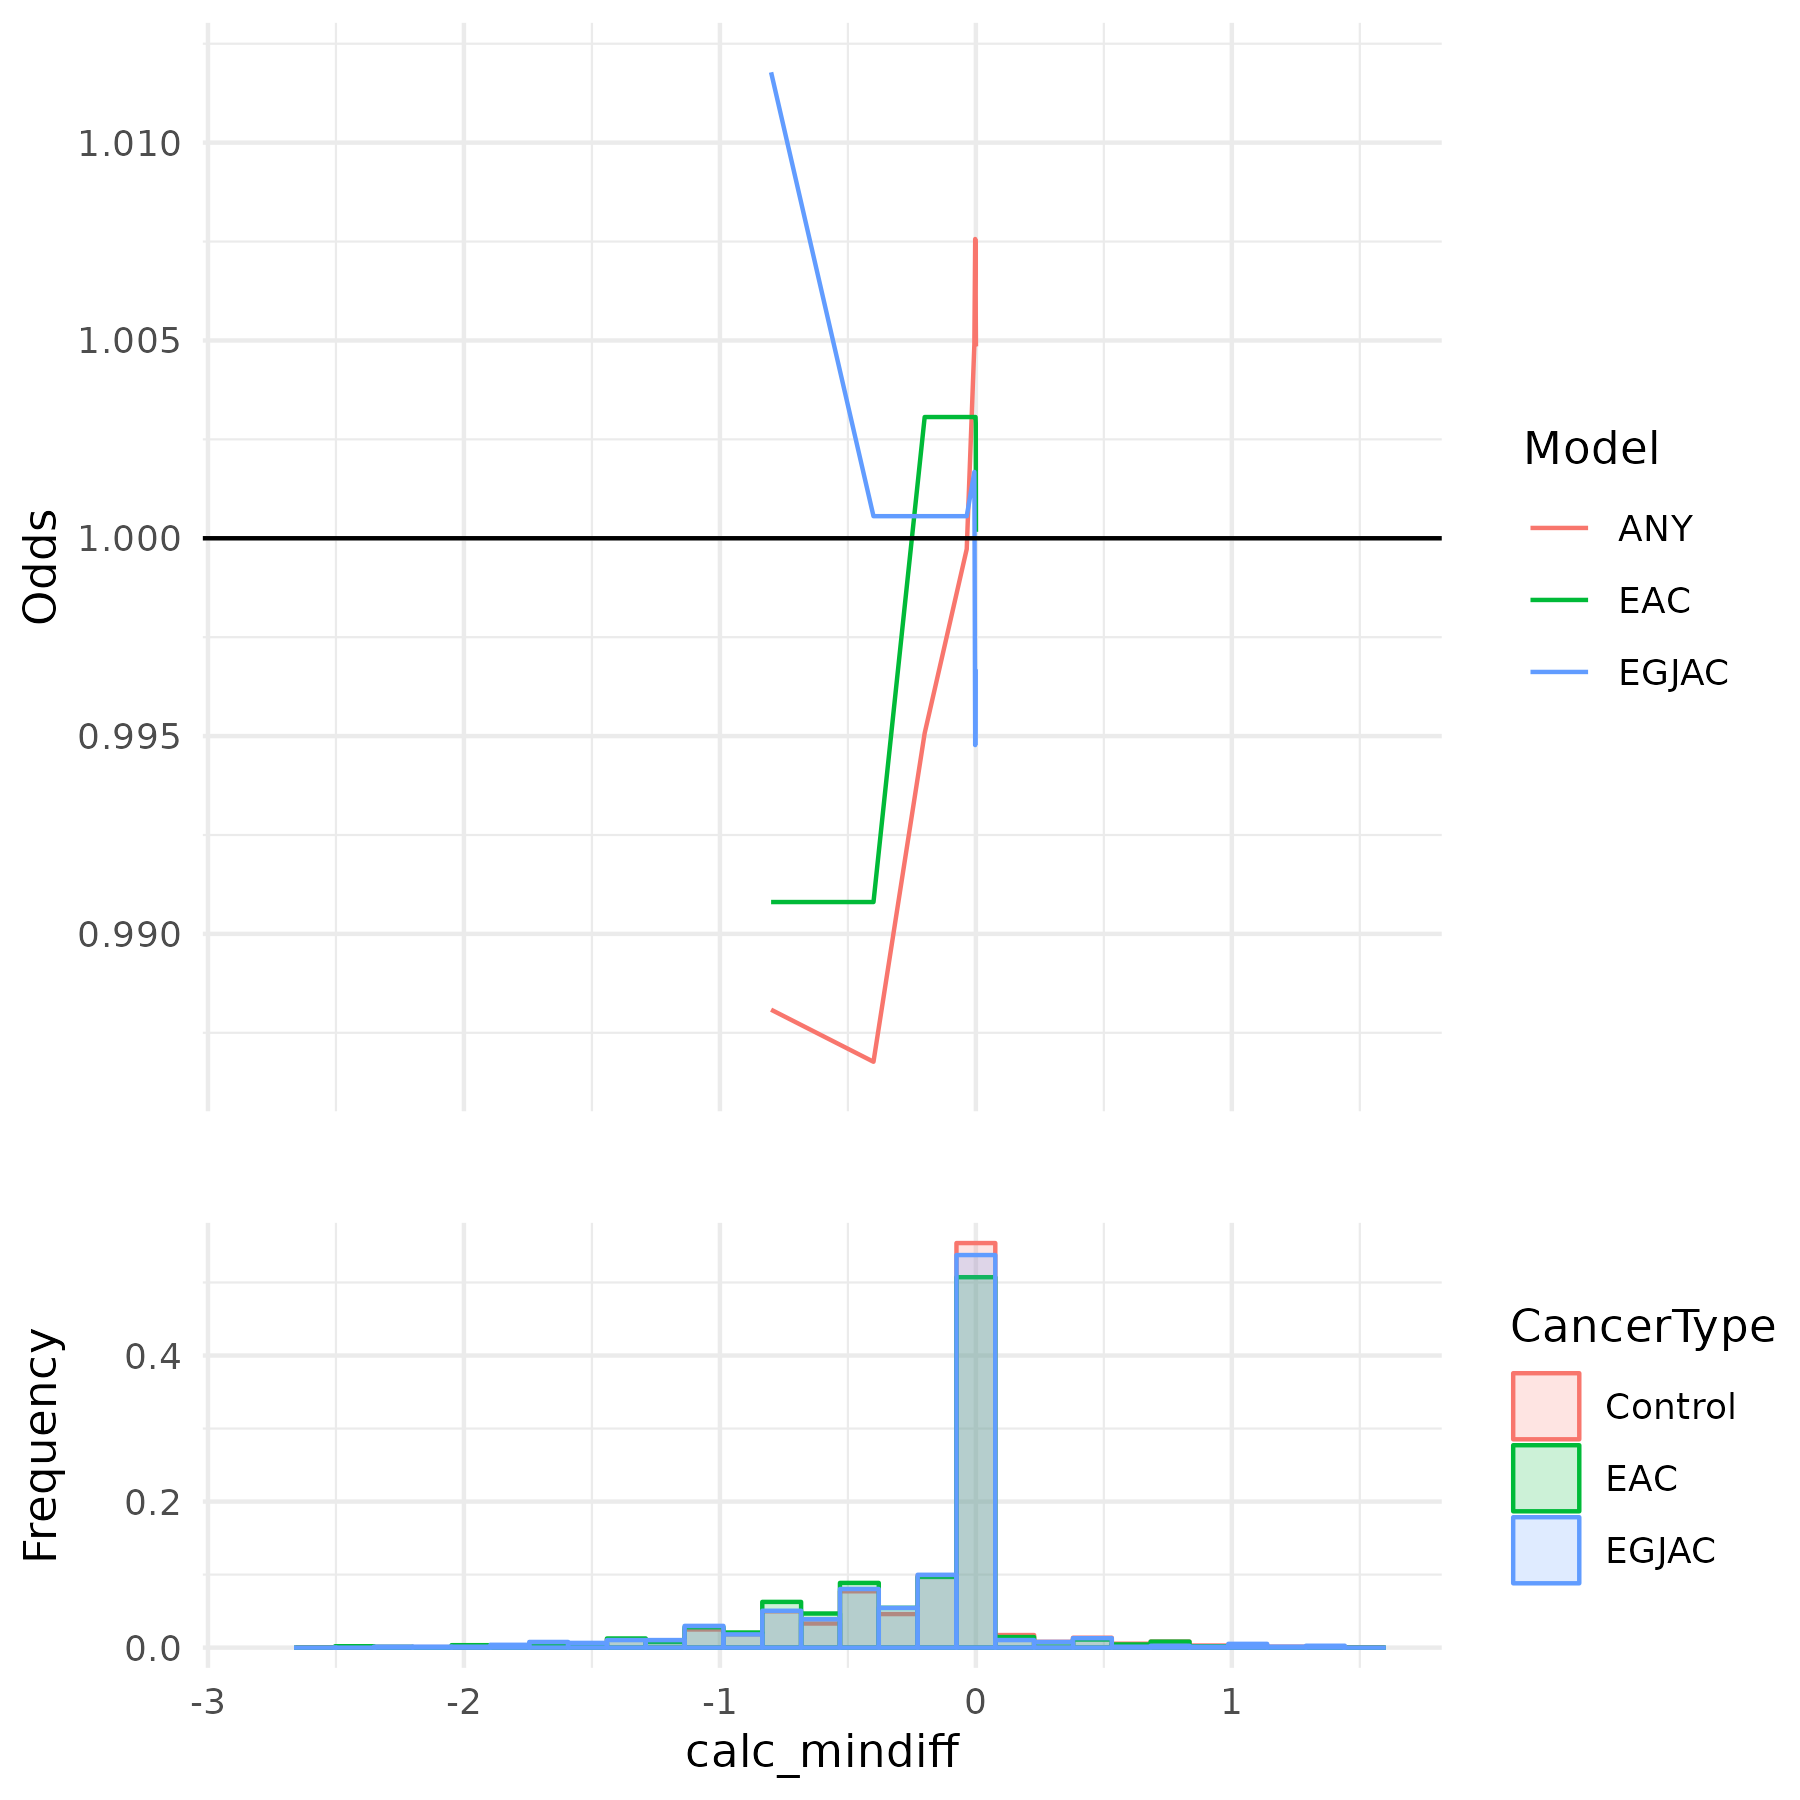 1.010
1.005
1.000
0.995
0.990
Odds
Model
ANY
EAC
EGJAC
0.4
0.2
0.0
Frequency
-3
-2
-1
0
1
calc_mindiff
CancerType
Control
EAC
EGJAC